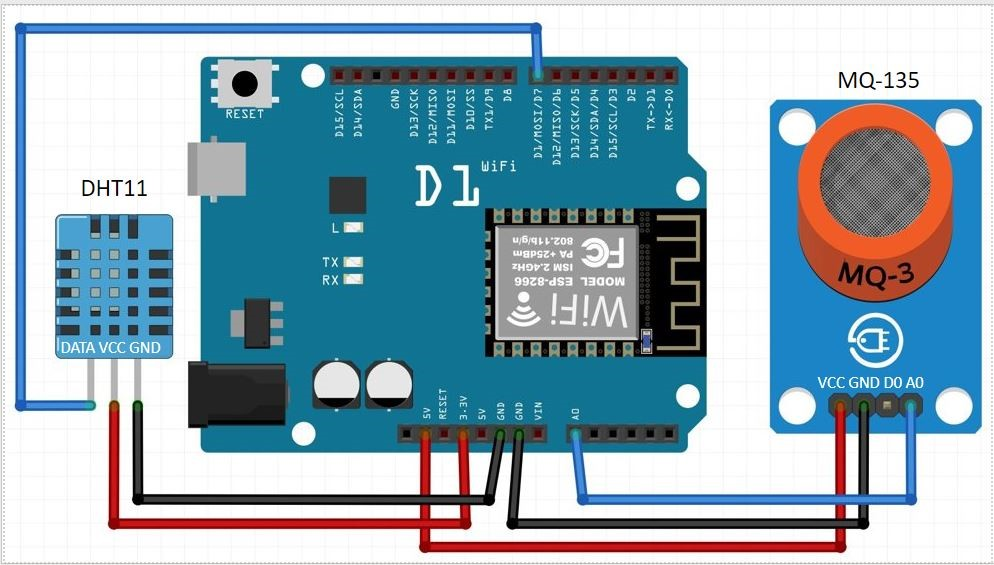 MQ-135
RESET
D15/SCL
D14/SDA
GND
D13/SCK
D12/MISO
D11/MOSI
D10/SS
TX1/D9
D8
D1/MOSI/D7
D12/MISO/D6
D13/SCK/D5
D14/SDA/D4
D15/SCL/D3
D2
TX->D1
RX<-D0
WiFi
D1
DHT11
L
TX
RX
MODEL ESP-8266
ISM 2.4GHz
PA +25dBm
802.11b/g/n
FC
WiFi
MQ-3
DATA VCC GND
VCC GND D0 A0
5V
RESET
3.3V
5V
GND
GND
VIN
A0